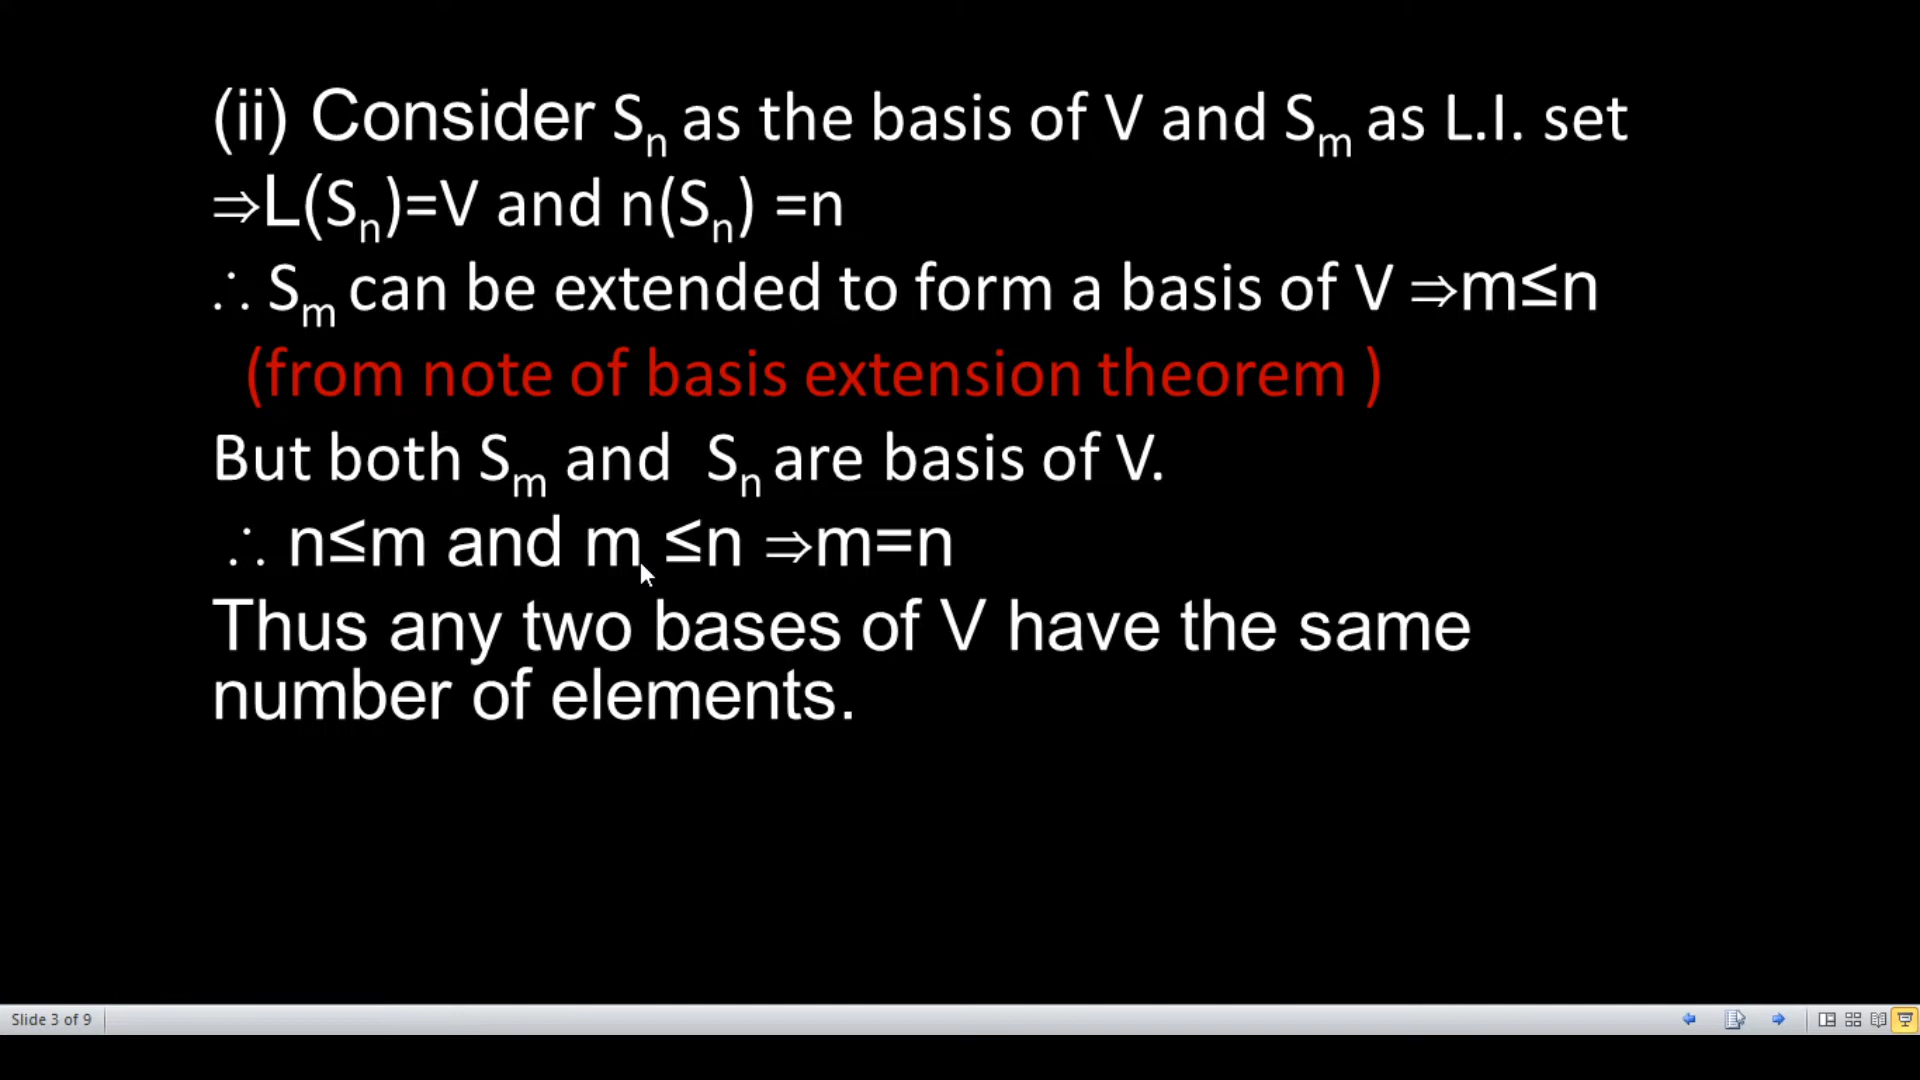 (ii) Consider Sn as the basis of V and Sm as L.I. set
⇒L(Sn)=V and n(Sn) =n
∴ Sm can be extended to form a basis of V ⇒m≤n
(from note of basis extension theorem )
But both Sm and Sn are basis of V.
∴ n≤m and m ≤n ⇒m=n
Thus any two bases of V have the same
number of elements.
Slide 3 of 9